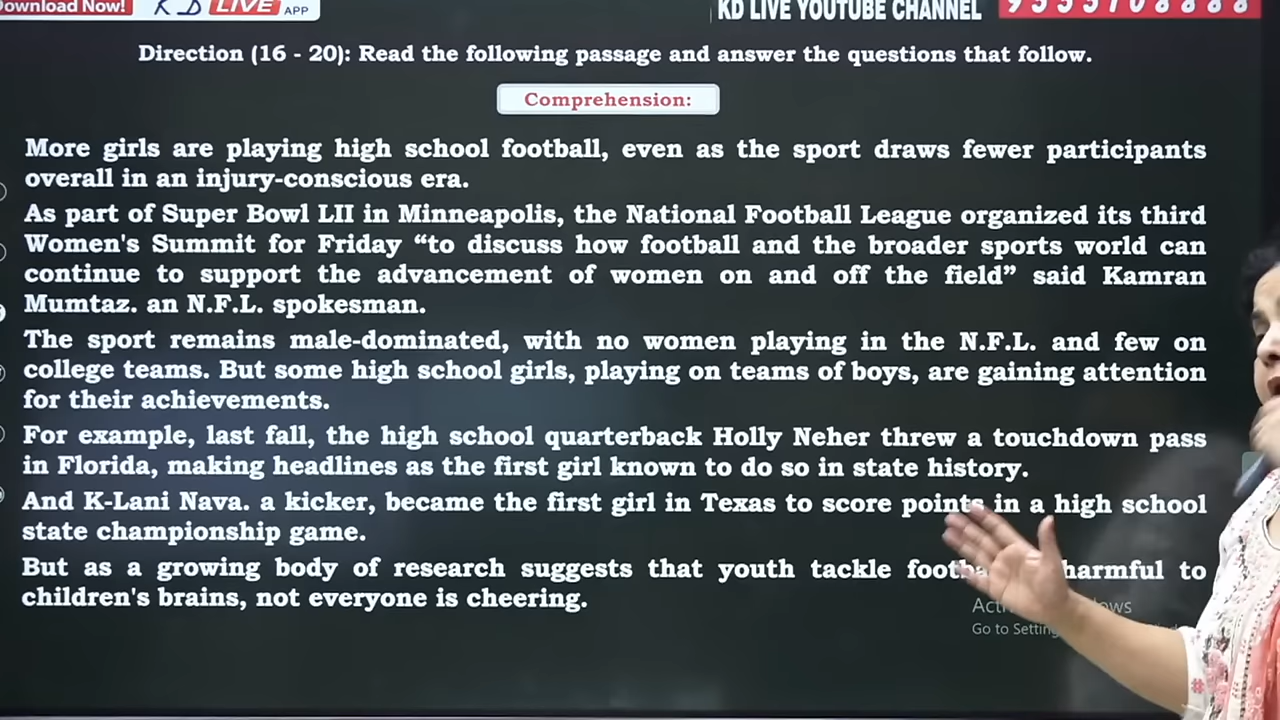 Download Now! KD LIVE APP
KD LIVE YOUTUBE CHANNEL
Direction (16 - 20): Read the following passage and answer the questions that follow.
Comprehension:
More girls are playing high school football, even as the sport draws fewer participants
overall in an injury-conscious era.
As part of Super Bowl LII in Minneapolis, the National Football League organized its third
Women's Summit for Friday “to discuss how football and the broader sports world can
continue to support the advancement of women on and off the field” said Kamran
Mumtaz. an N.F.L. spokesman.
The sport remains male-dominated, with no women playing in the N.F.L. and few on
college teams. But some high school girls, playing on teams of boys, are gaining attention
for their achievements.
For example, last fall, the high school quarterback Holly Neher threw a touchdown pass
in Florida, making headlines as the first girl known to do so in state history.
And K-Lani Nava. a kicker, became the first girl in Texas to score points in a high school
state championship game.
But as a growing body of research suggests that youth tackle harmful to
children's brains, not everyone is cheering.
Go to